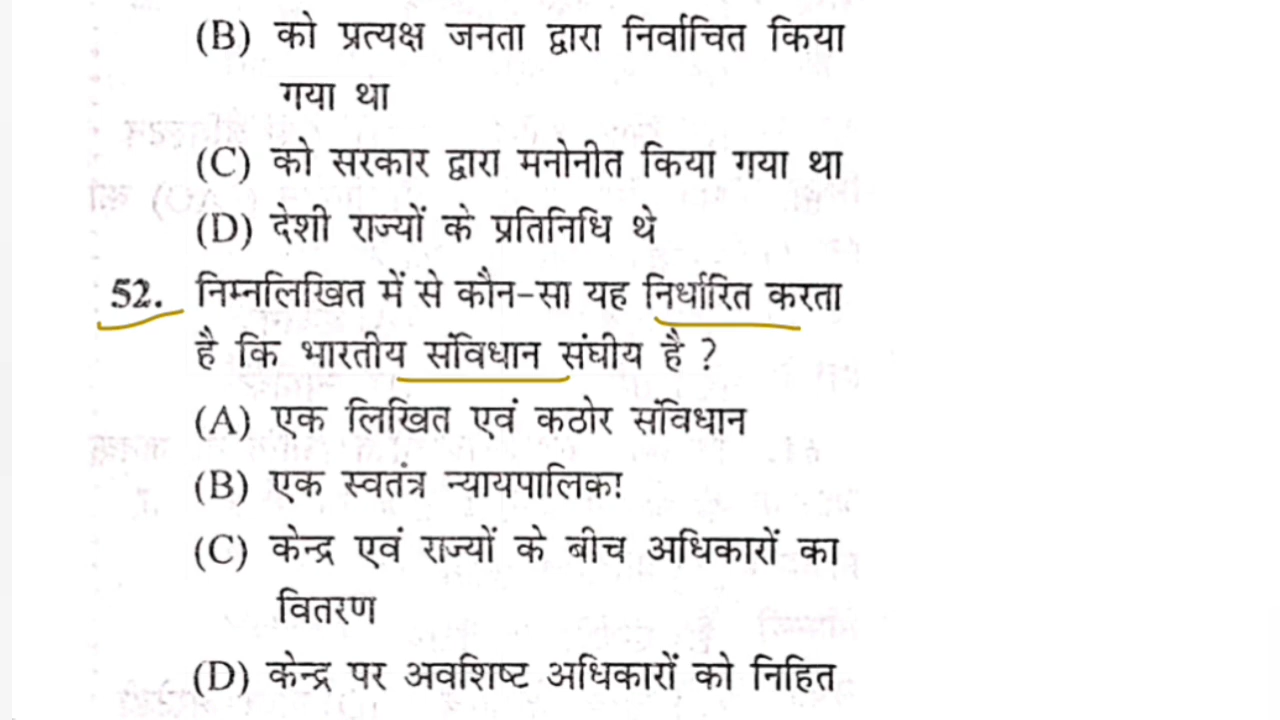 (B) को प्रत्यक्ष जनता द्वारा निर्वाचित किया
गया था
(C) को सरकार द्वारा मनोनीत किया गया था
(D) देशी राज्यों के प्रतिनिधि थे
52. निम्नलिखित में से कौन-सा यह निर्धारित करता
है कि भारतीय संविधान संघीय है ?
(A) एक लिखित एवं कठोर संविधान
(B) एक स्वतंत्र न्यायपालिका
(C) केन्द्र एवं राज्यों के बीच अधिकारों का
वितरण
(D) केन्द्र पर अवशिष्ट अधिकारों को निहित